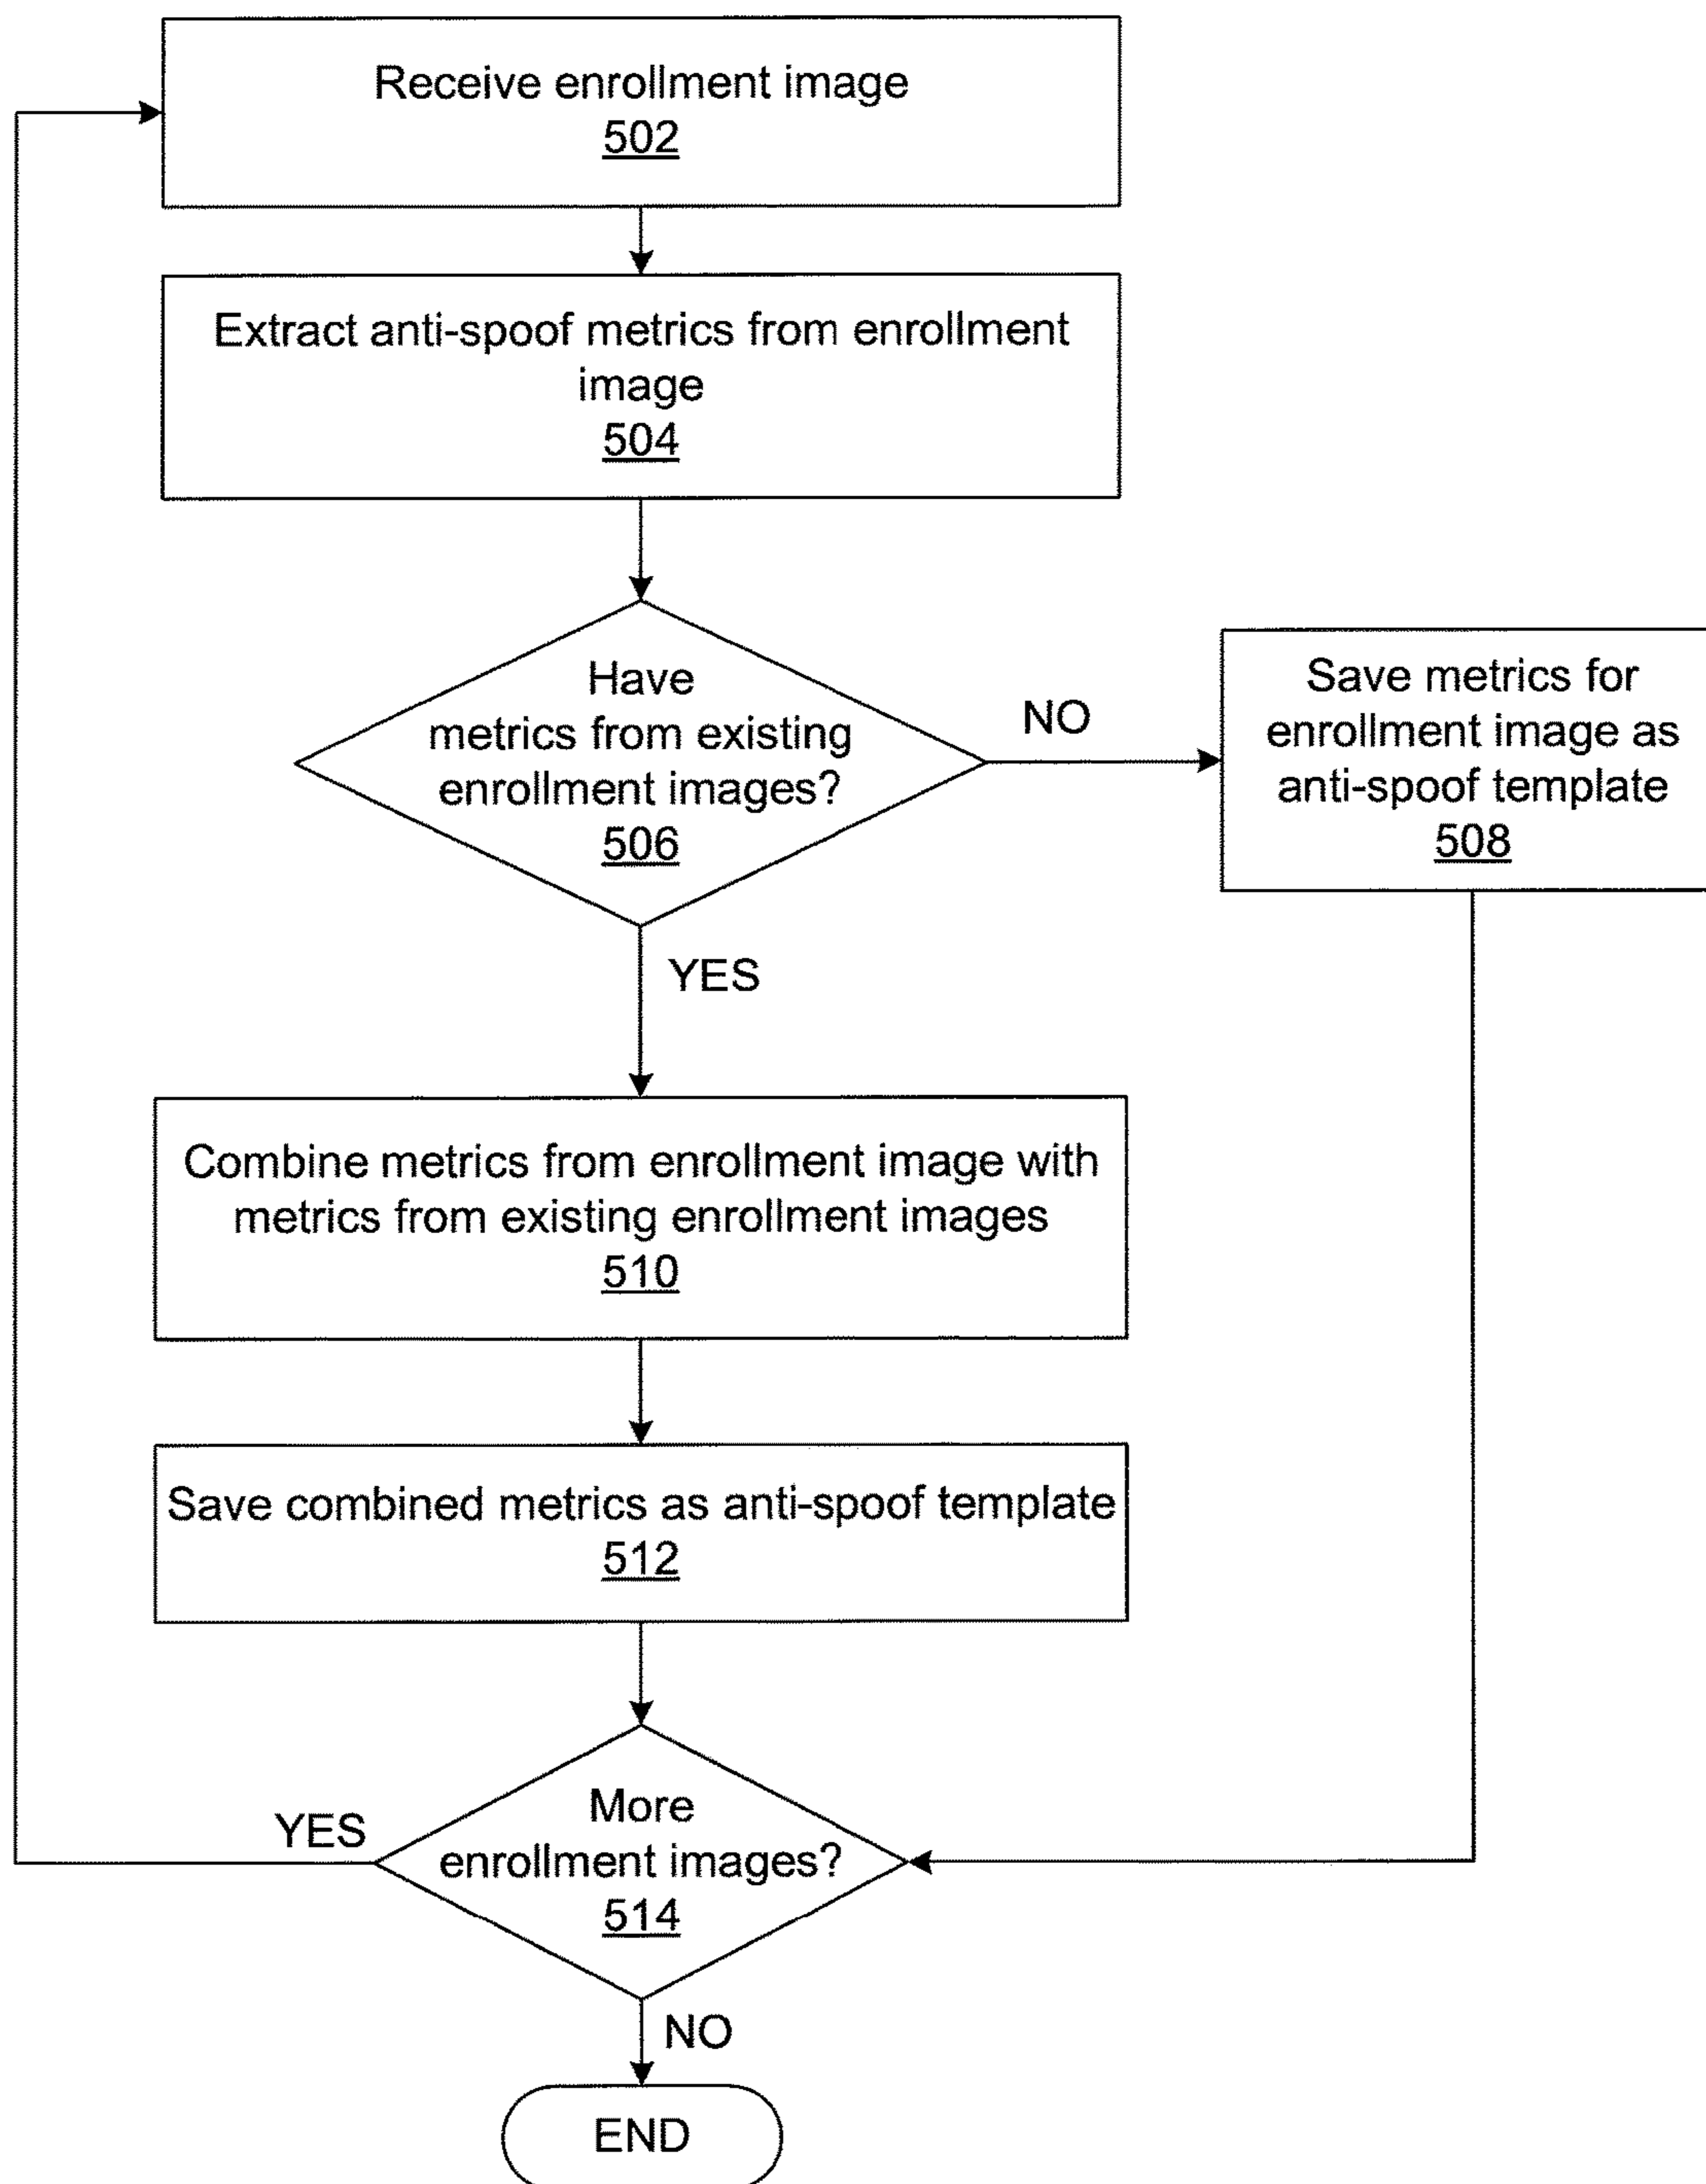 Receive enrollment image
502
Extract anti-spoof metrics from enrollment
image
504
Have
metrics from existing
enrollment images?
506
NO
Save metrics for
enrollment image as
anti-spoof template
508
YES
Combine metrics from enrollment image with
metrics from existing enrollment images
510
Save combined metrics as anti-spoof template
512
More
enrollment images?
514
YES
NO
END